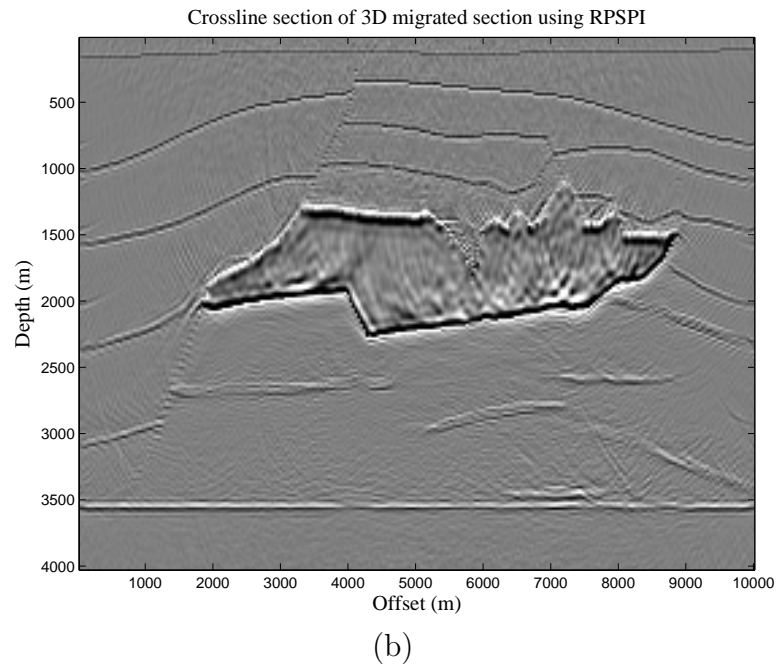 Crossline section of 3D migrated section using RPSPI
Depth (m)
500
1000
1500
2000
2500
3000
3500
4000
1000 2000 3000 4000 5000 6000 7000 8000 9000 10000
Offset (m)
(b)